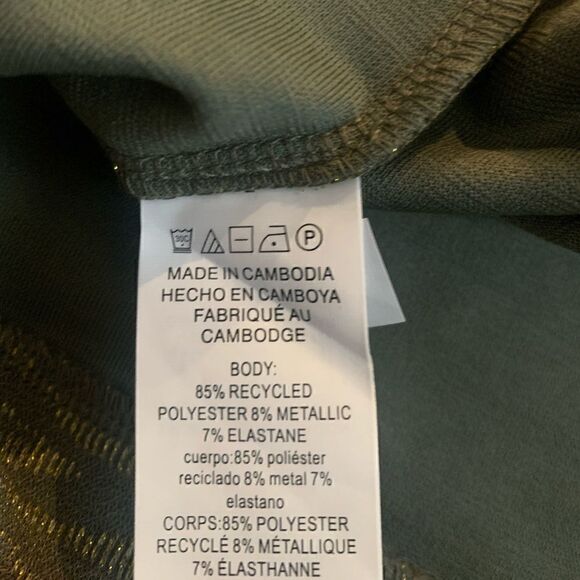 30C P
MADE IN CAMBODIA
HECHO EN CAMBOYA
FABRIQUÉ AU
CAMBODGE
BODY:
85% RECYCLED
POLYESTER 8% METALLIC
7% ELASTANE
cuerpo:85% poliéster
reciclado 8% metal 7%
elastano
CORPS:85% POLYESTER
RECYCLÉ 8% MÉTALLIQUE
7% ÉLASTHANNE